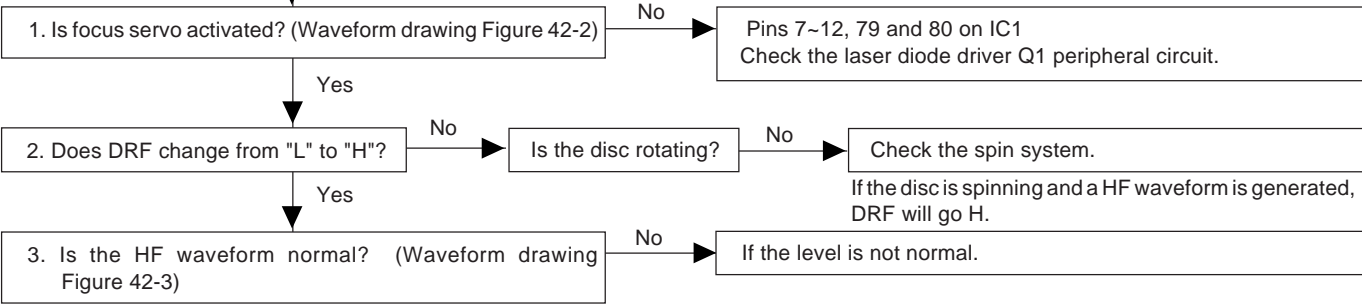 1. Is focus servo activated? (Waveform drawing Figure 42-2)
No
Pins 7~12, 79 and 80 on IC1
Check the laser diode driver Q1 peripheral circuit.
Yes
2. Does DRF change from "L" to "H"?
No
Is the disc rotating?
No
Check the spin system.
If the disc is spinning and a HF waveform is generated,
DRF will go H.
Yes
3. Is the HF waveform normal? (Waveform drawing
Figure 42-3)
No
If the level is not normal.